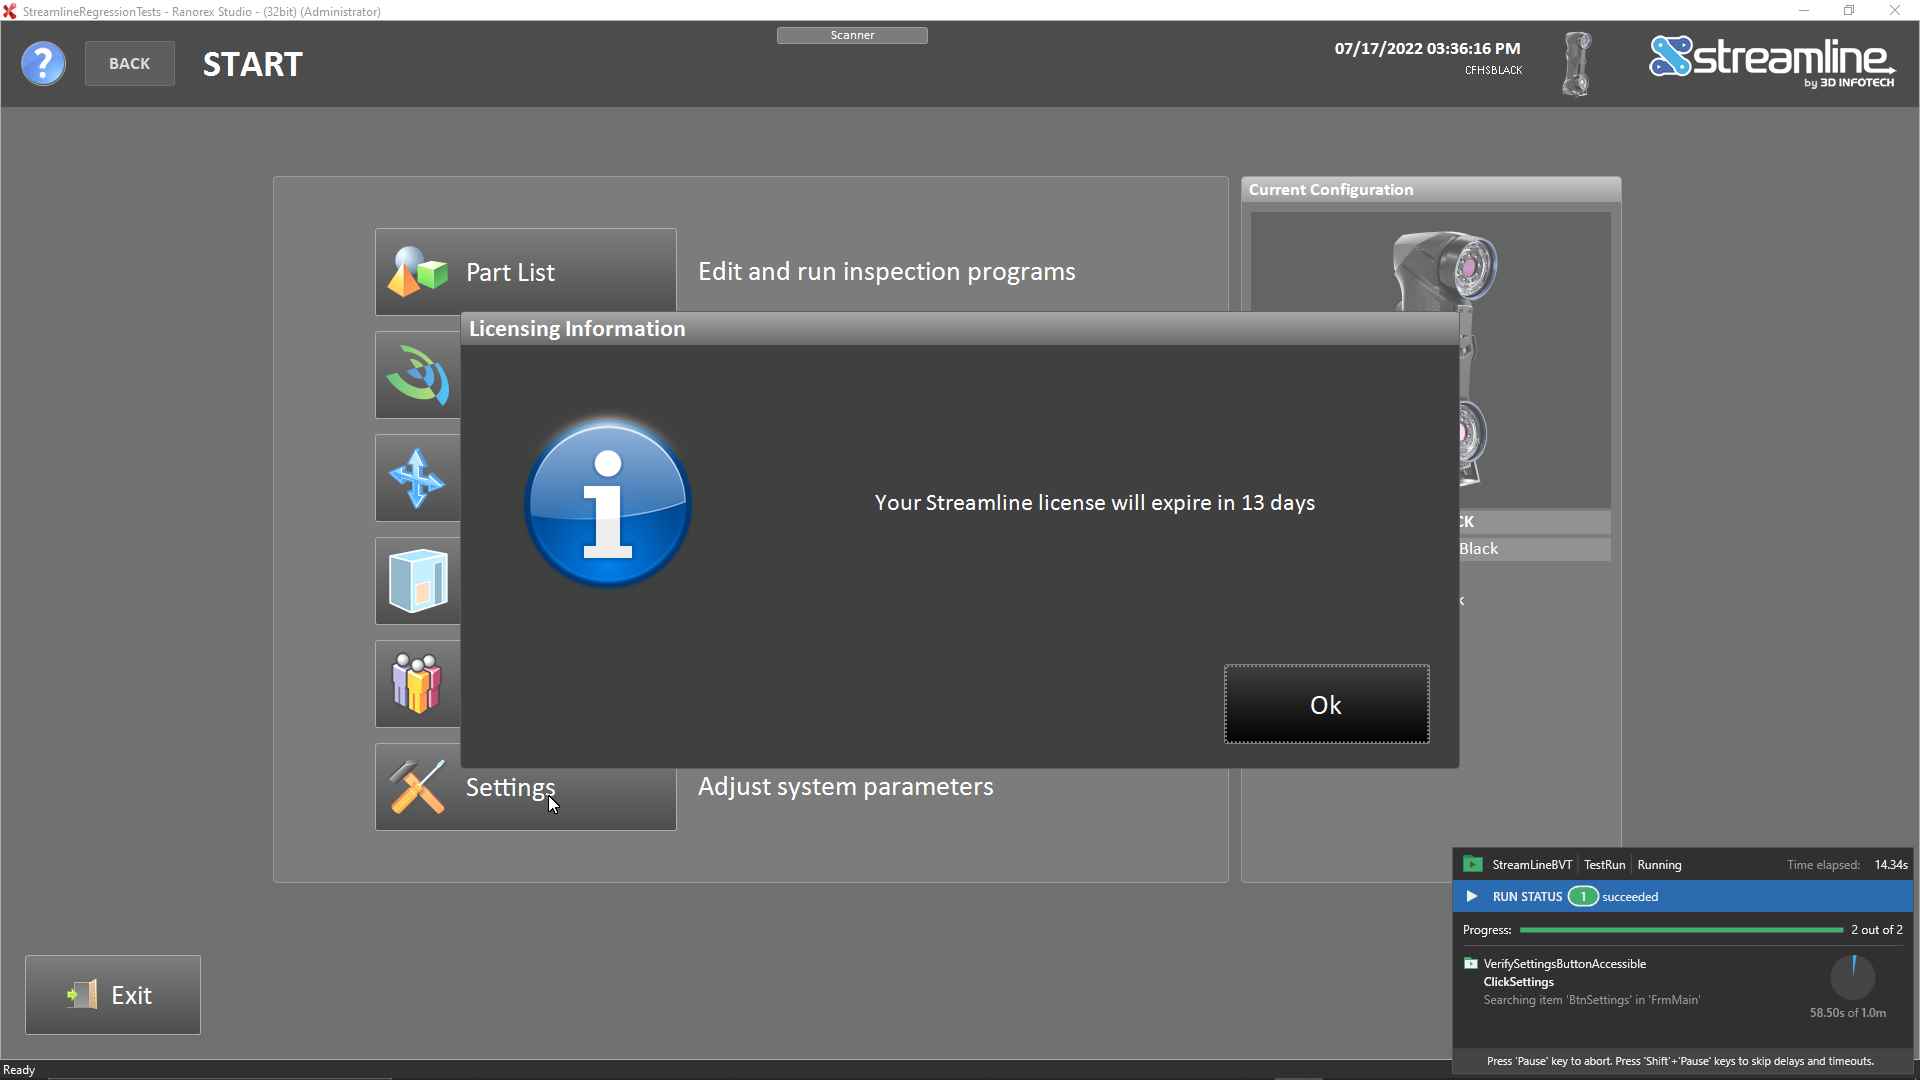 StreamlineRegressionTests - Ranorex Studio - (32bit) (Administrator)
? BACK START
Scanner
07/17/2022 03:36:16 PM
CFHSBLACK
streamline
by 3D INFOTECH
Part List
Edit and run inspection programs
Current Configuration
Licensing Information
Your Streamline license will expire in 13 days
Ok
CK
Black
k
Settings
Adjust system parameters
Exit
StreamLineBVT TestRun Running Time elapsed: 14.34s
RUN STATUS 1 succeeded
Progress: 2 out of 2
VerifySettingsButtonAccessible
ClickSettings
Searching item 'BtnSettings' in 'FrmMain'
58.50s of 1.0m
Press 'Pause' key to abort. Press 'Shift'+'Pause' keys to skip delays and timeouts.
Ready